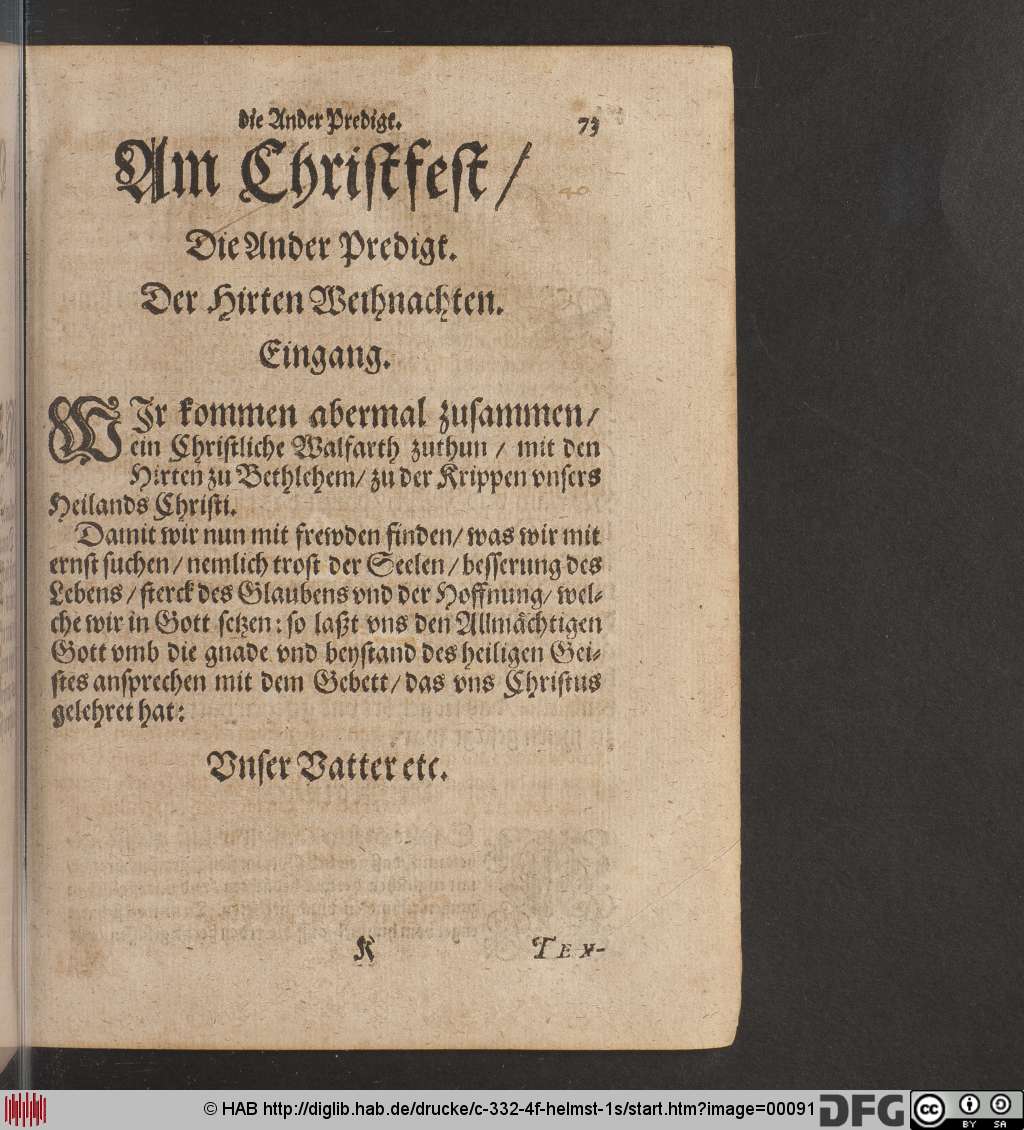 die Ander Predigt.
73
Am Christfest /
Die Ander Predigt.
Der Hirten Weihnachten.
Eingang.
WIr kommen abermal zusammen /
ein Christliche Walfarth zuthun / mit den
Hirten zu Bethlehem / zu der Krippen vnsers
Heilands Christi.
Damit wir nun mit frewden finden / was wir mit
ernst suchen / nemlich trost der Seelen / besserung des
Lebens / sterck des Glaubens vnd der Hoffnung / wel-
che wir in Gott setzen : so laßt vns den Allmächtigen
Gott vmb die gnade vnd beystand des heiligen Gei-
stes ansprechen mit dem Gebett / das vns Christus
gelehret hat :
Vnser Vatter etc.
K
TEX-
© HAB http://diglib.hab.de/drucke/c-332-4f-helmst-1s/start.htm?image=00091
DFG
cc BY SA